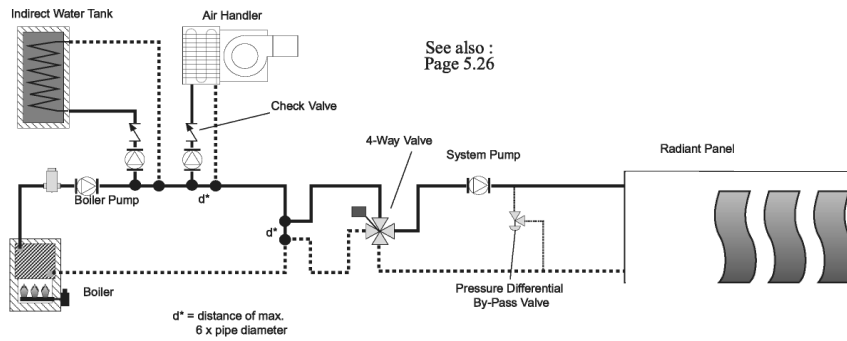 Indirect Water Tank
Air Handler
See also :
Page 5.26
Check Valve
4-Way Valve
System Pump
Radiant Panel
Boiler Pump
d*
d*
Boiler
Pressure Differential
By-Pass Valve
d* = distance of max.
6 x pipe diameter